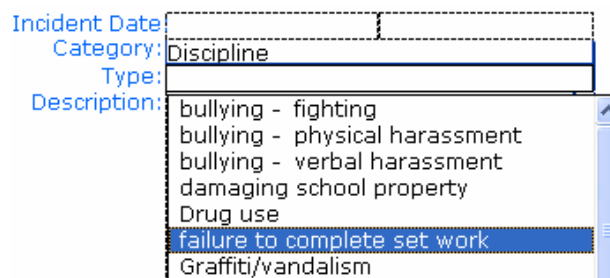 Incident Date
Category: Discipline
Type:
Description:
bullying - fighting
bullying - physical harassment
bullying - verbal harassment
damaging school property
Drug use
failure to complete set work
Graffiti/vandalism